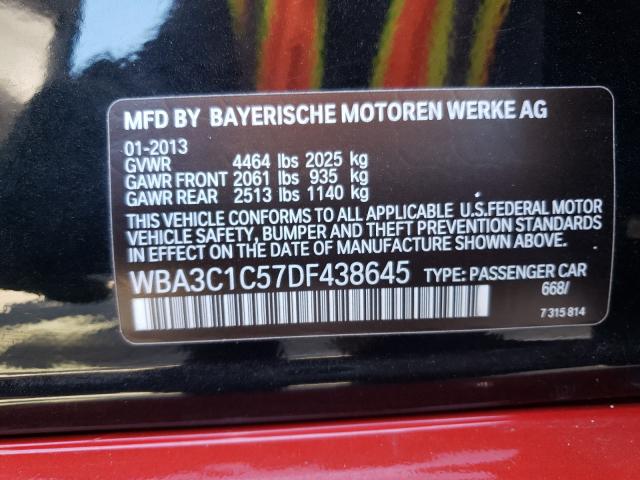 MFD BY BAYERISCHE MOTOREN WERKE AG
01-2013
GVWR 4464 lbs 2025 kg
GAWR FRONT 2061 lbs 935 kg
GAWR REAR 2513 lbs 1140 kg
THIS VEHICLE CONFORMS TO ALL APPLICABLE U.S.FEDERAL MOTOR
VEHICLE SAFETY, BUMPER AND THEFT PREVENTION STANDARDS
IN EFFECT ON THE DATE OF MANUFACTURE SHOWN ABOVE.
WBA3C1C57DF438645 TYPE: PASSENGER CAR
668/
7 315 814